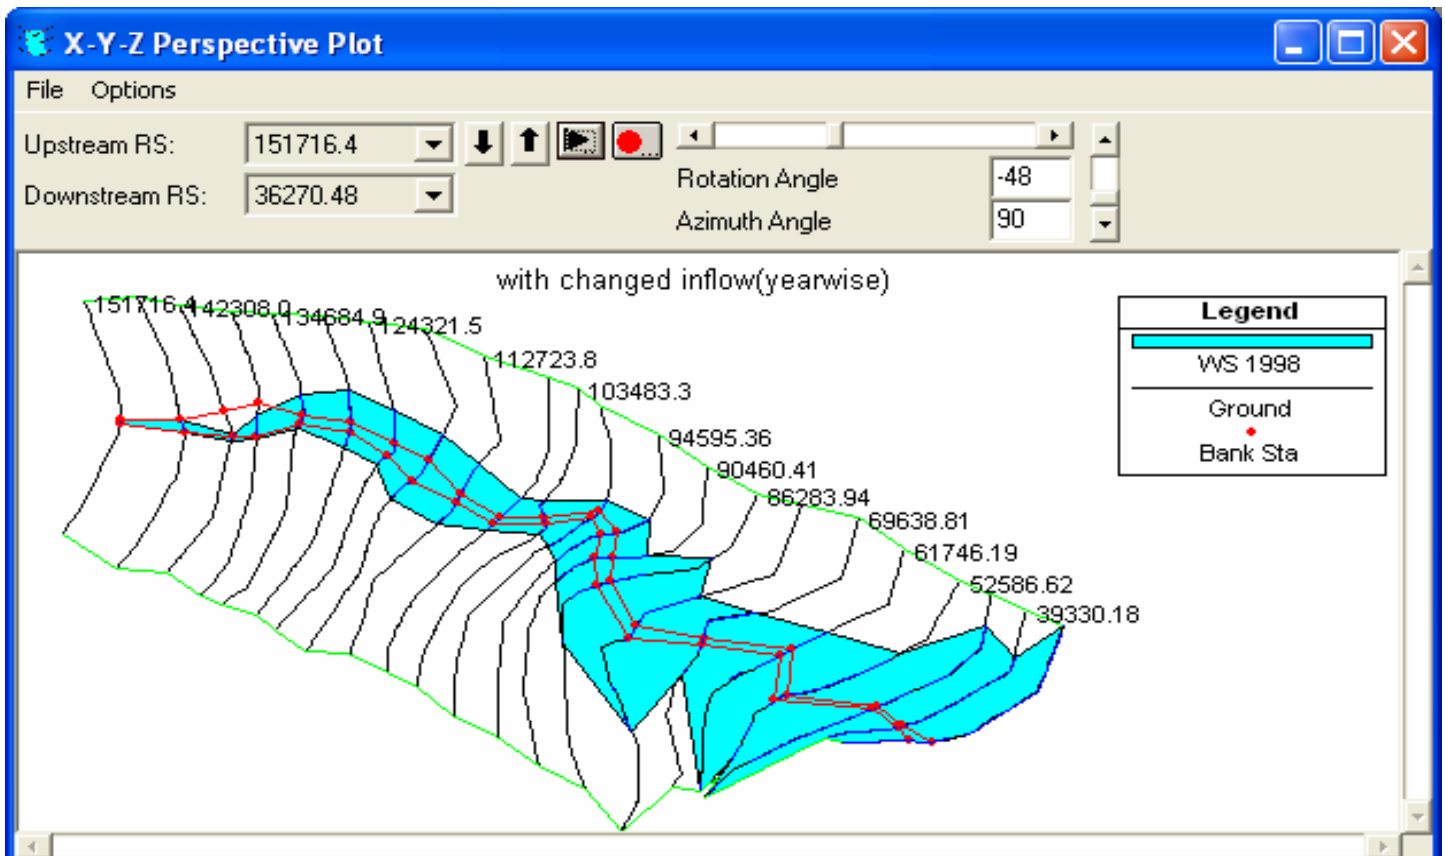 X-Y-Z Perspective Plot
File Options
Upstream RS: 151716.4
Downstream RS: 36270.48
Rotation Angle -48
Azimuth Angle 90
with changed inflow(yearwise)
151716.4
142308.0
134684.9
124321.5
112723.8
103483.3
94595.36
90460.41
86283.94
69638.81
61746.19
52586.62
39330.18
Legend
WS 1998
Ground
Bank Sta